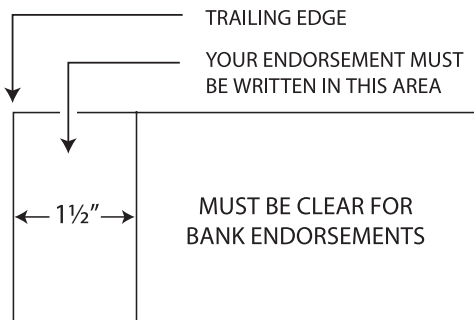 TRAILING EDGE
YOUR ENDORSEMENT MUST
BE WRITTEN IN THIS AREA
1½”
MUST BE CLEAR FOR
BANK ENDORSEMENTS